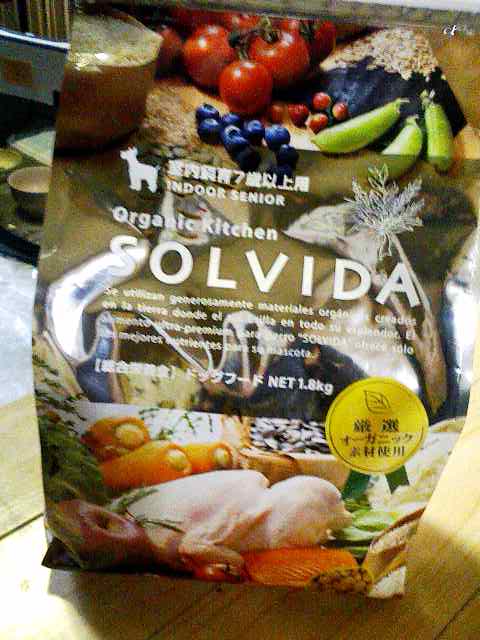 室内飼育7歳以上用
INDOOR SENIOR
Organic Kitchen
SOLVIDA
Se utilizan generosamente materiales orgánicos creados
en la tierra donde el brilla en todo su esplendor. El
alimento ultra-premium para perro "SOLVIDA" ofrece sólo
los mejores nutrientes para su mascota.
[総合栄養食] ドッグフード NET 1.8kg
厳選
オーガニック
素材使用